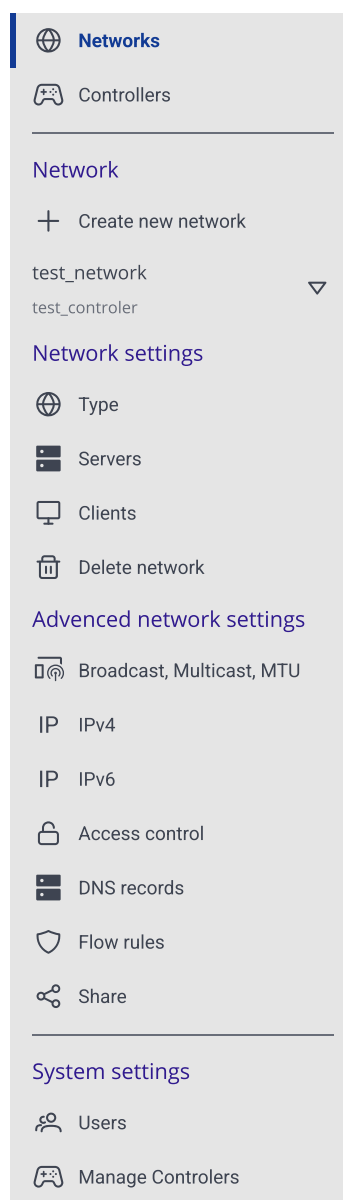 Networks
Controllers
Network
Create new network
test_network
test_controler
Network settings
Type
Servers
Clients
Delete network
Advanced network settings
Broadcast, Multicast, MTU
IP IPv4
IP IPv6
Access control
DNS records
Flow rules
Share
System settings
Users
Manage Controlers